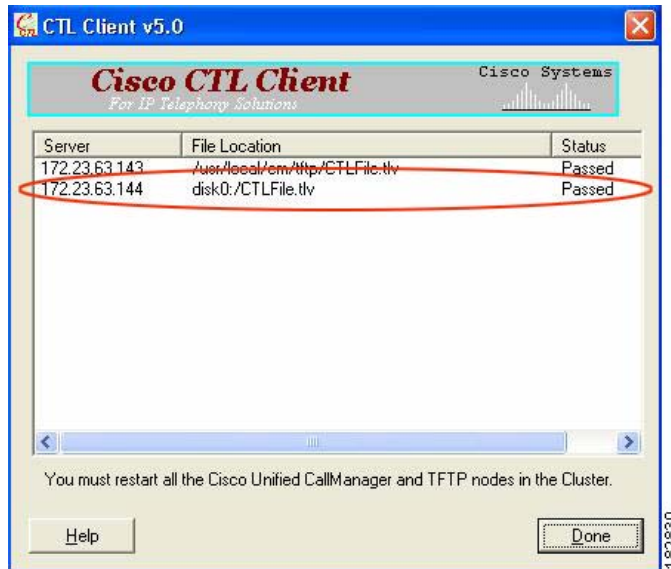 CTL Client v5.0
Cisco CTL Client
For IP Telephony Solutions
Cisco Systems
Server File Location Status
172.23.63.143 /usr/local/cm/tftp/CTLFile.tlv Passed
172.23.63.144 disk0:/CTLFile.tlv Passed
You must restart all the Cisco Unified CallManager and TFTP nodes in the Cluster.
Help Done